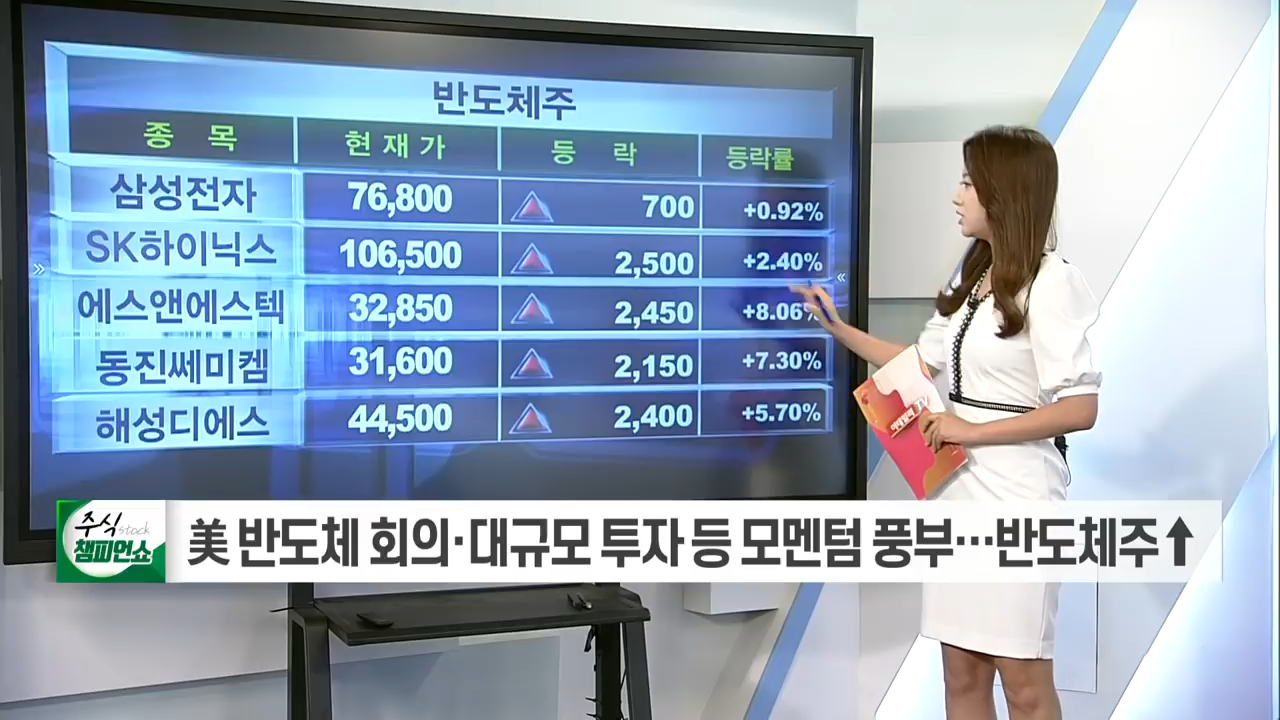 반도체주
종 목 현 재 가 등 락 등락률
삼성전자 76,800 700 +0.92%
SK하이닉스 106,500 2,500 +2.40%
에스앤에스텍 32,850 2,450 +8.06%
동진쎄미켐 31,600 2,150 +7.30%
해성디에스 44,500 2,400 +5.70%
주식 stock
챔피언쇼
美 반도체 회의·대규모 투자 등 모멘텀 풍부…반도체주↑